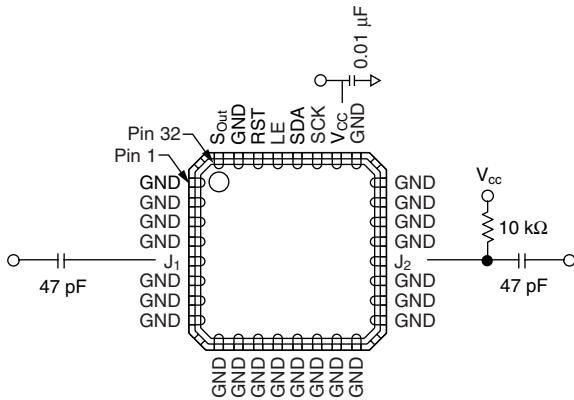 0.01 µF
SOut GND RST LE SDA SCK VCC GND
Pin 32
Pin 1
GND
GND
GND
GND
J1
GND
GND
GND
47 pF
GND
GND
GND
GND
J2
GND
GND
GND
Vcc
10 kΩ
47 pF
GND GND GND GND GND GND GND GND